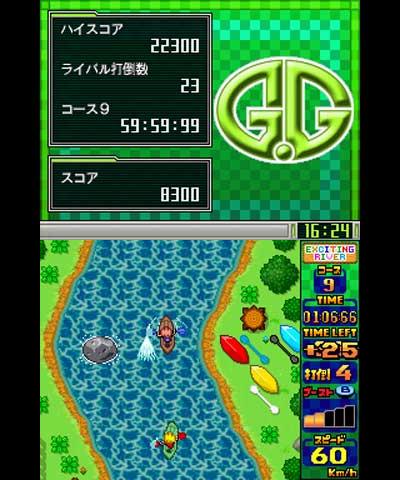 ハイスコア
22300
ライバル打倒数
23
コース9
59:59:99
G.G
スコア
8300
16:24
EXCITING
RIVER
コース
9
TIME
01:06:66
TIME LEFT
+25
打倒 4
ブースト B
スピード
60
Km/h